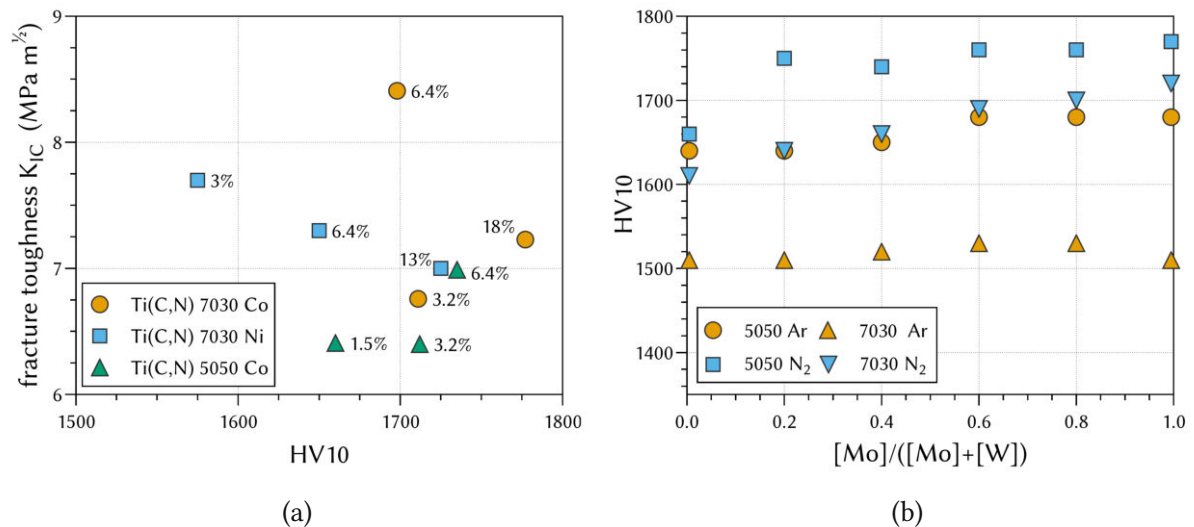 9
8
7
6
fracture toughness K_IC (MPa m^½)
6.4%
3%
6.4%
18%
13%
6.4%
3.2%
1.5%
3.2%
Ti(C,N) 7030 Co
Ti(C,N) 7030 Ni
Ti(C,N) 5050 Co
1500 1600 1700 1800
HV10
(a)
1800
1700
1600
1500
1400
HV10
5050 Ar 7030 Ar
5050 N₂ 7030 N₂
0.0 0.2 0.4 0.6 0.8 1.0
[Mo]/([Mo]+[W])
(b)